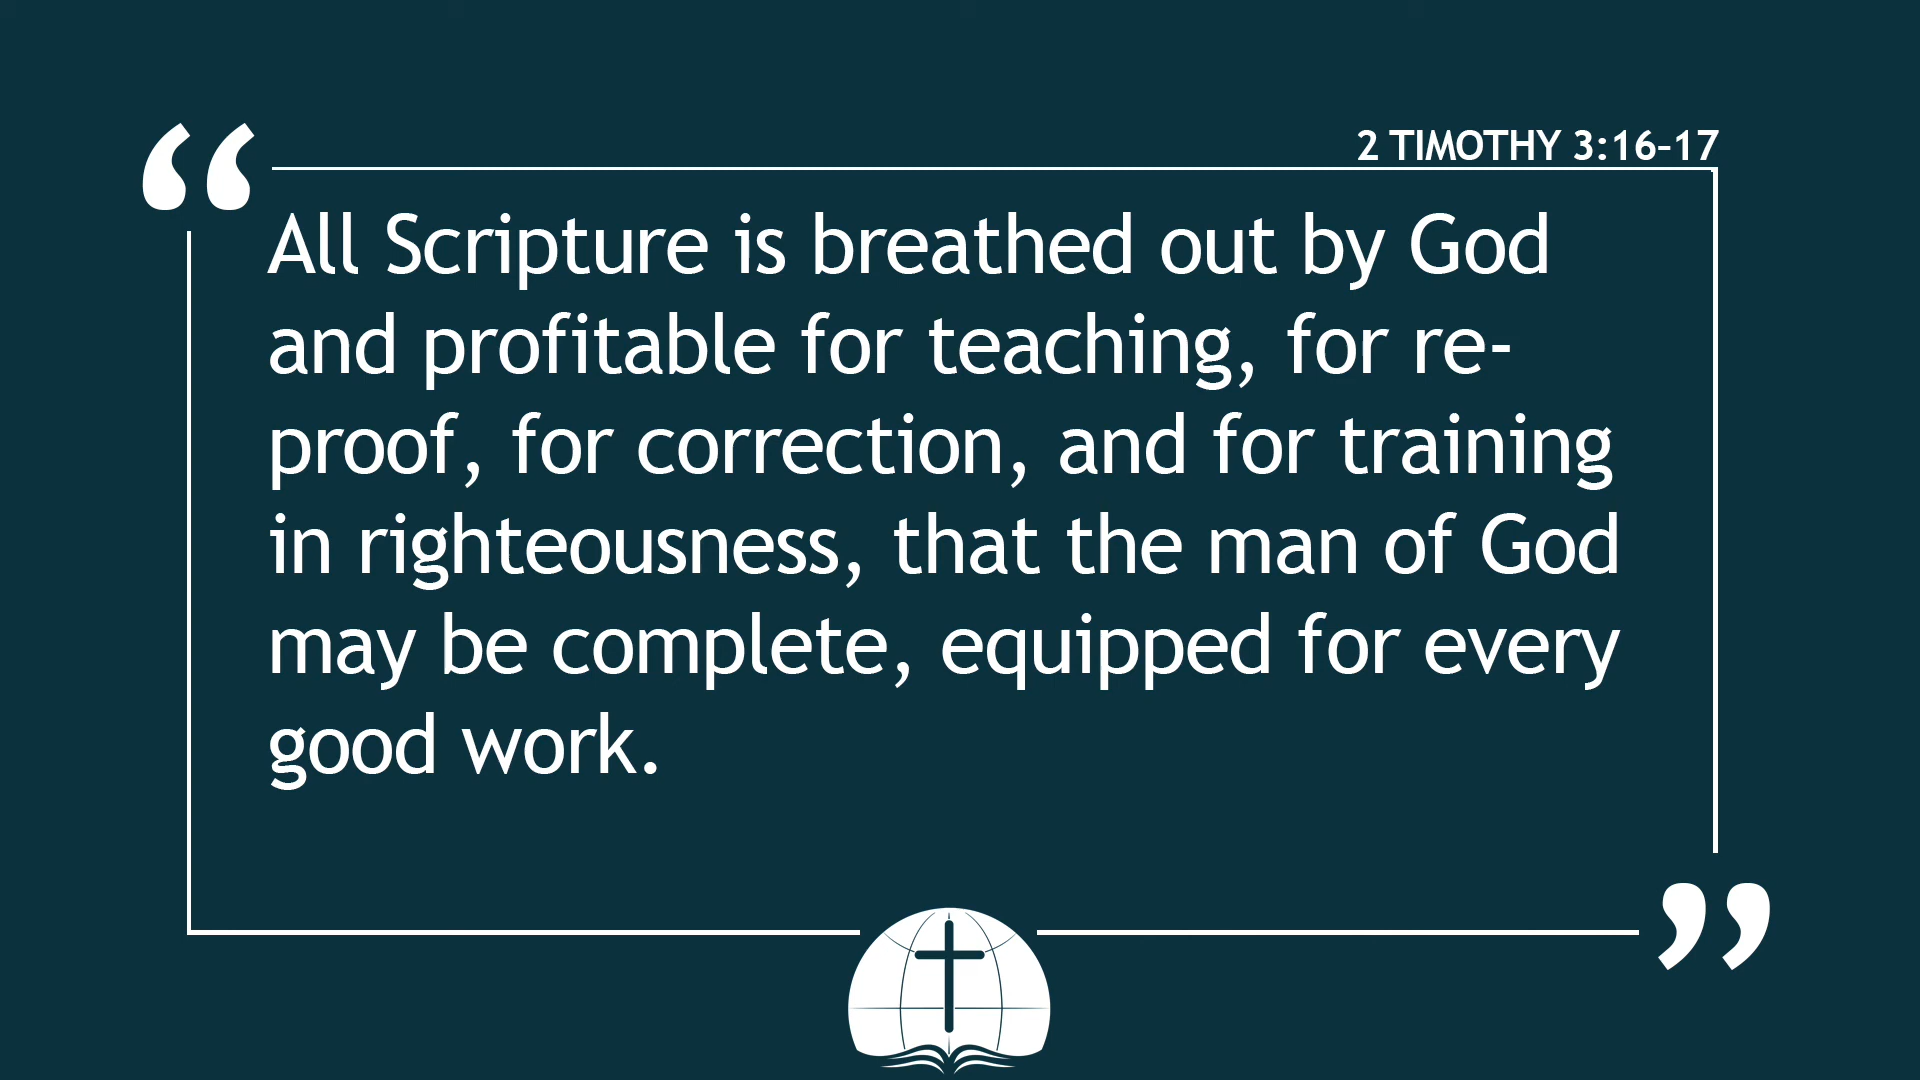 2 TIMOTHY 3:16–17
“
All Scripture is breathed out by God
and profitable for teaching, for re-
proof, for correction, and for training
in righteousness, that the man of God
may be complete, equipped for every
good work.
”